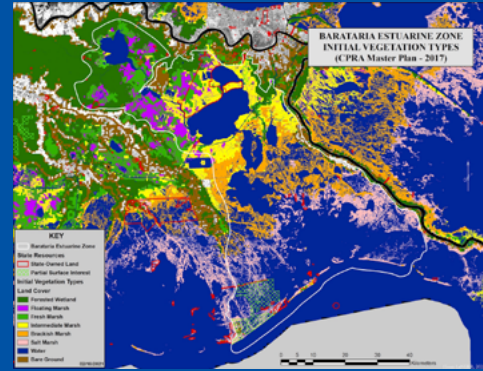 BARATARIA ESTUARINE ZONE
INITIAL VEGETATION TYPES
(CPRA Master Plan - 2017)
KEY
Barataria Estuarine Zone
State Resources
State-Owned Land
Partial Surface Interest
Initial Vegetation Types
Land Cover
Forested Wetland
Floating Marsh
Fresh Marsh
Intermediate Marsh
Brackish Marsh
Salt Marsh
Water
Bare Ground
0 5 10 20 30 40
Kilometers